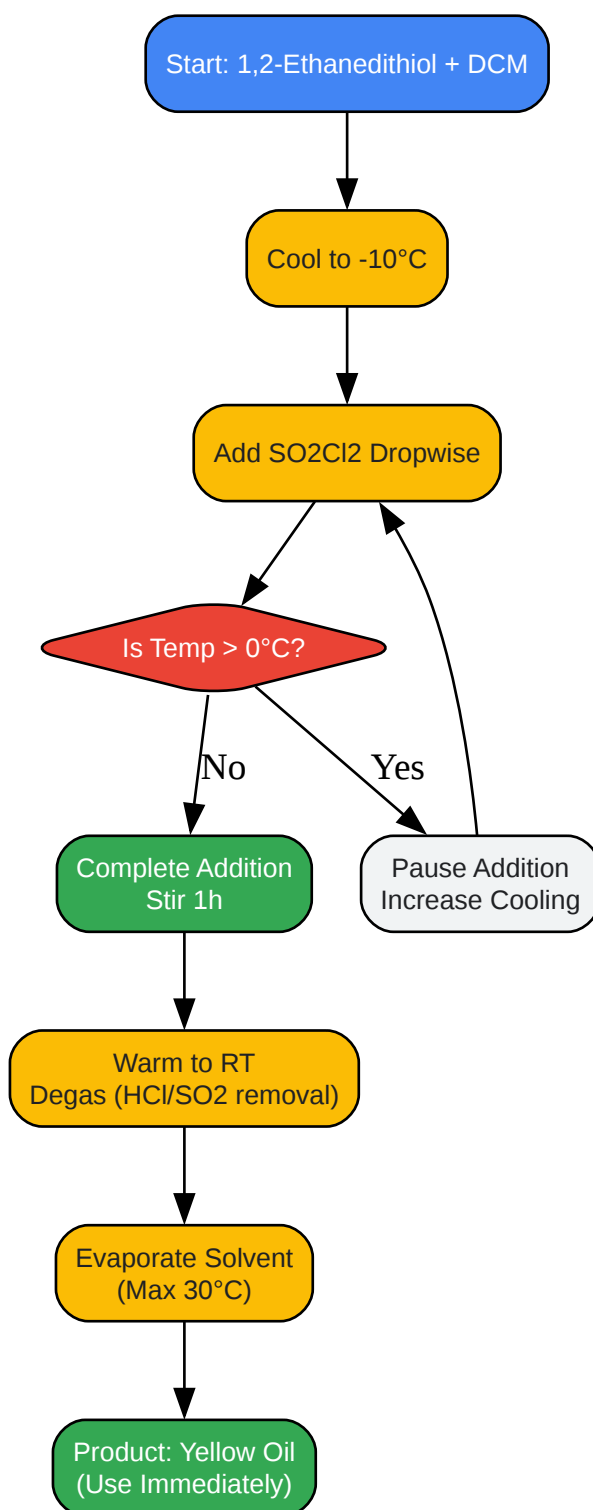 Start: 1,2-Ethanedithiol + DCM
Cool to -10°C
Add SO2Cl2 Dropwise
Is Temp > 0°C?
No
Yes
Complete Addition
Stir 1h
Pause Addition
Increase Cooling
Warm to RT
Degas (HCl/SO2 removal)
Evaporate Solvent
(Max 30°C)
Product: Yellow Oil
(Use Immediately)